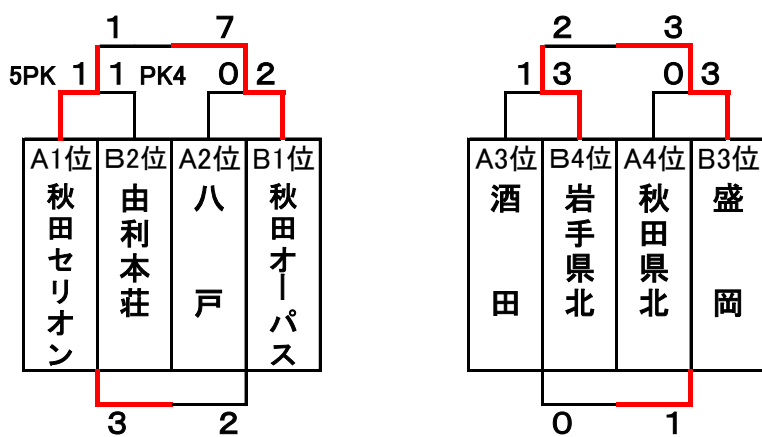 1 7
5PK 1 1 PK4 0 2
A1位 B2位 A2位 B1位
秋田セリオン
由利本荘
八戸
秋田オーパス
3 2
2 3
1 3 0 3
A3位 B4位 A4位 B3位
酒田
岩手県北
秋田県北
盛岡
0 1